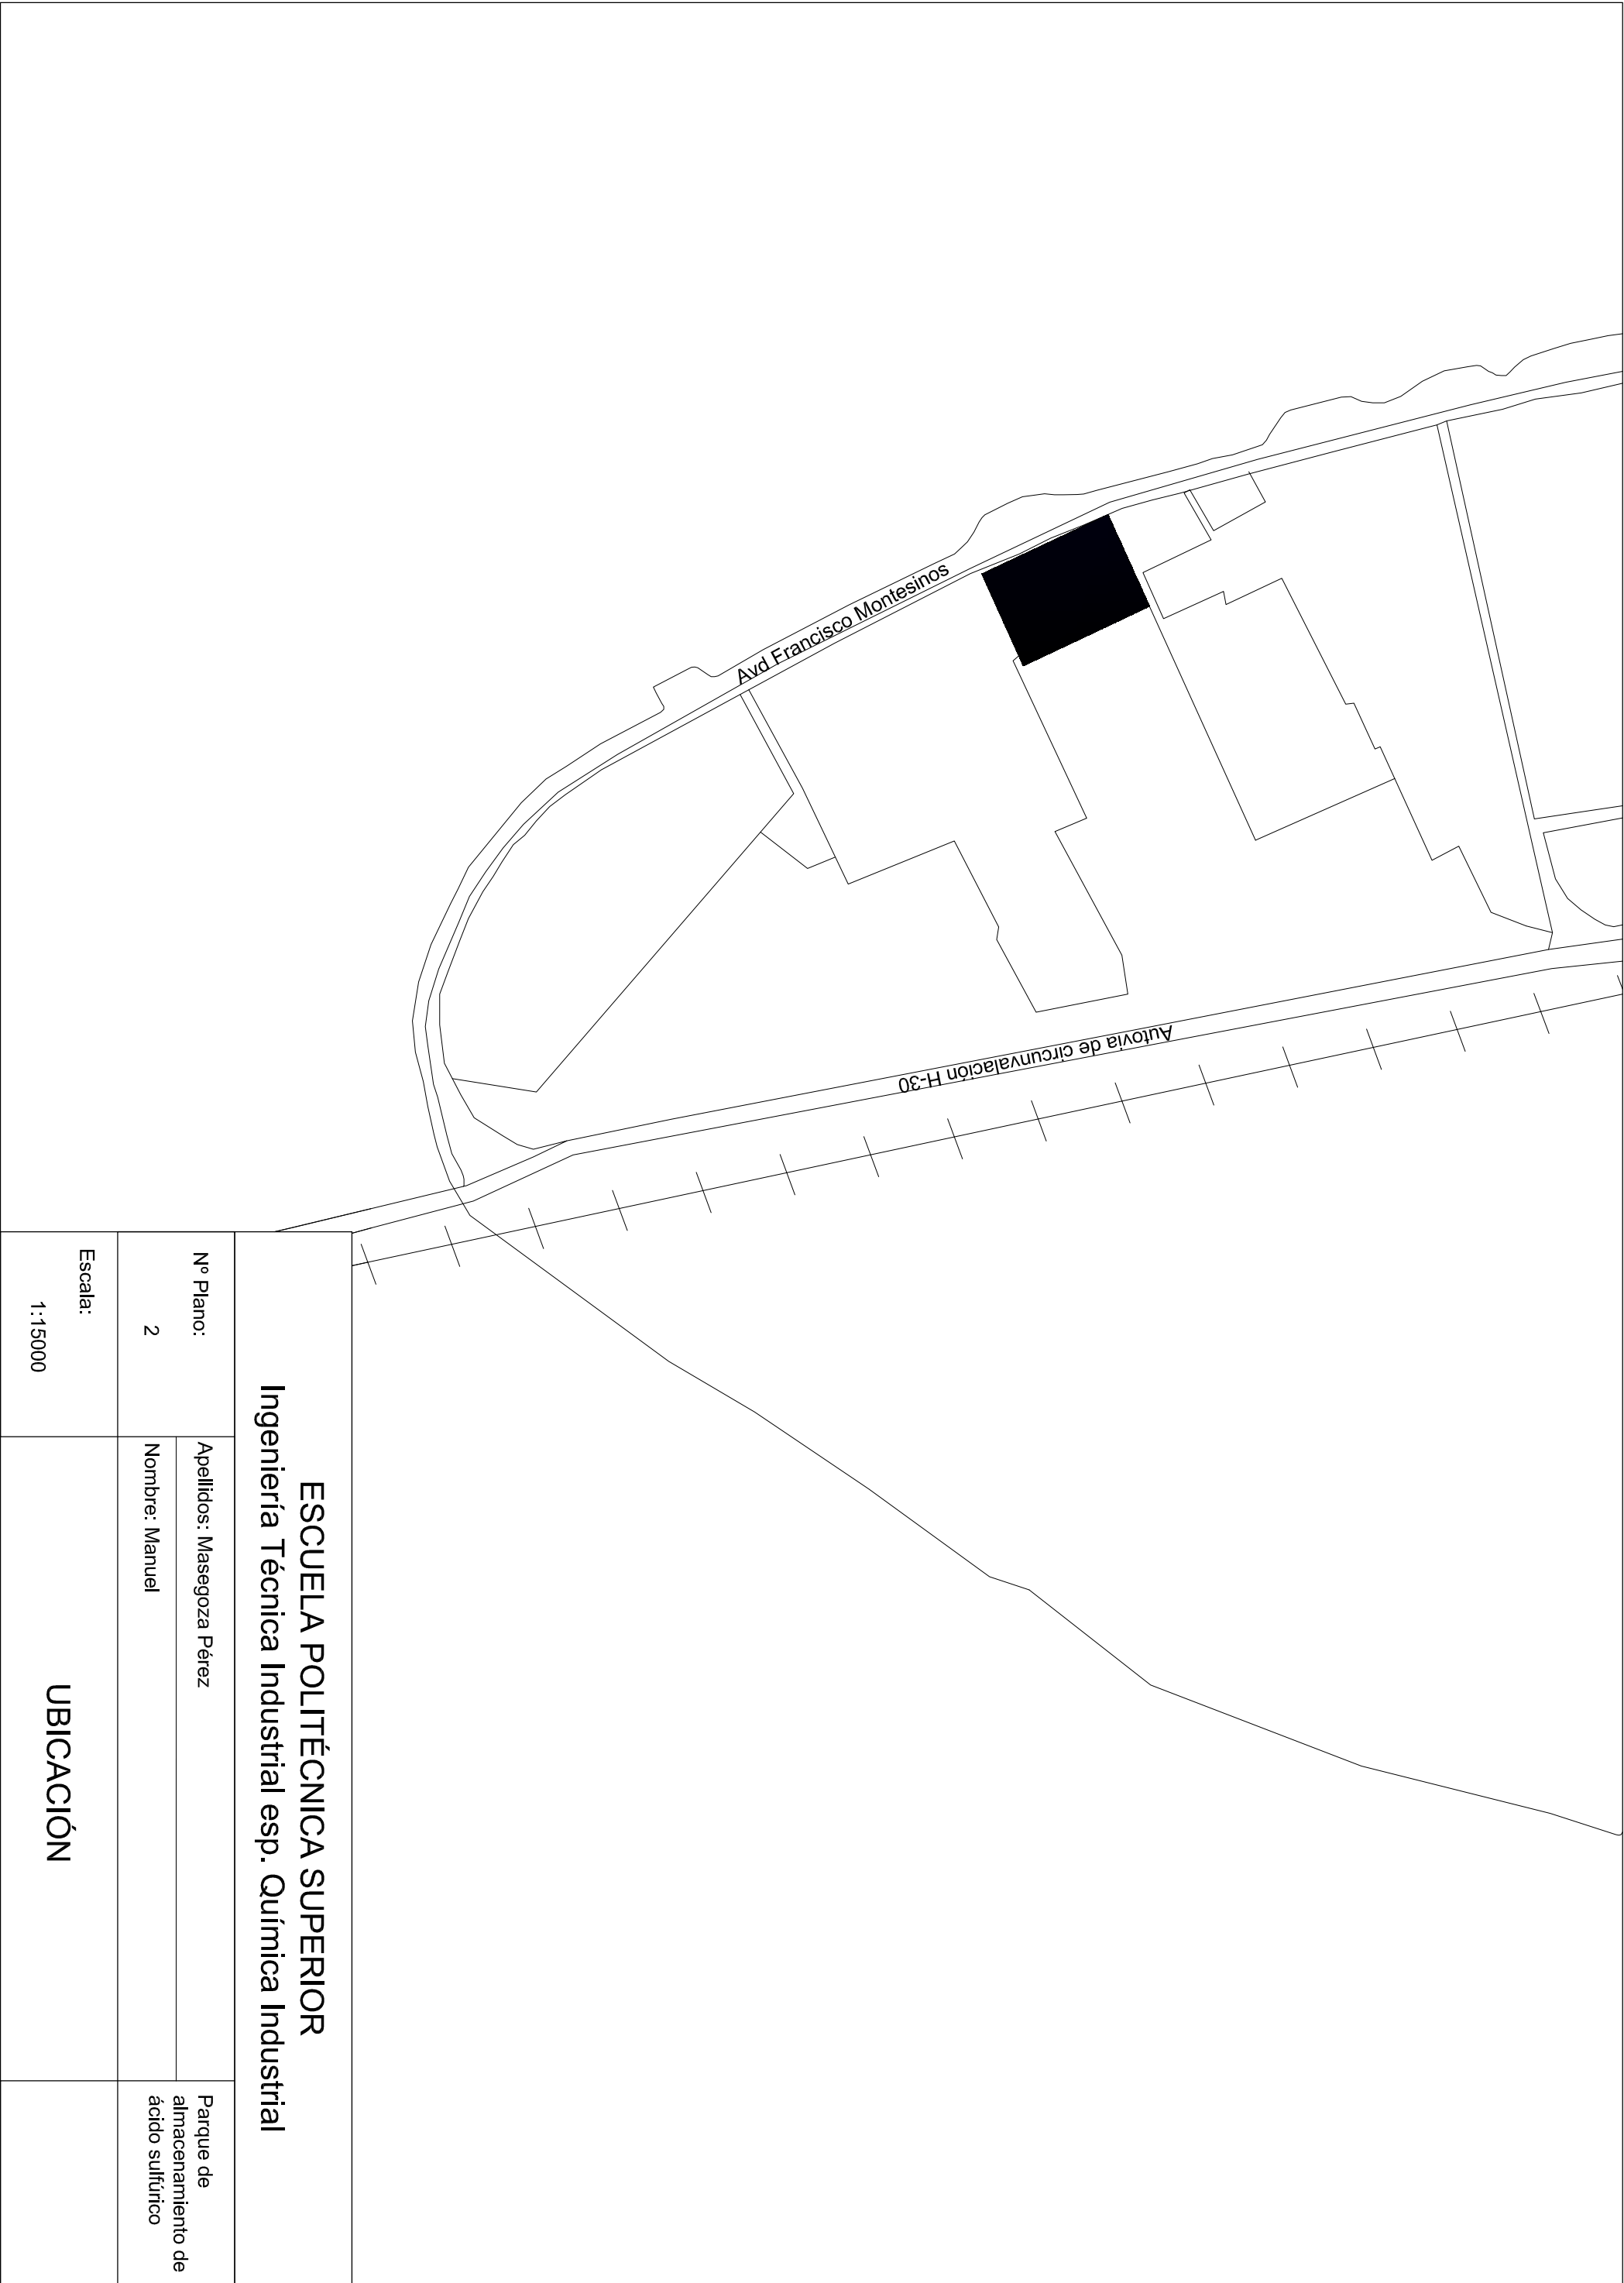 Avd Francisco Montesinos
Autovia de circunvalación H-30
ESCUELA POLITÉCNICA SUPERIOR
Ingeniería Técnica Industrial esp. Química Industrial
Nº Plano:
2
Apellidos: Masegoza Pérez
Nombre: Manuel
Parque de
almacenamiento de
ácido sulfúrico
Escala:
1:15000
UBICACIÓN